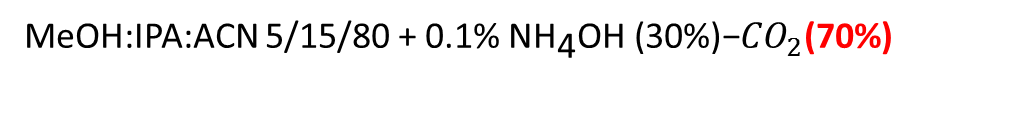 MeOH:IPA:ACN 5/15/80 + 0.1% NH₄OH (30%)–CO₂(70%)